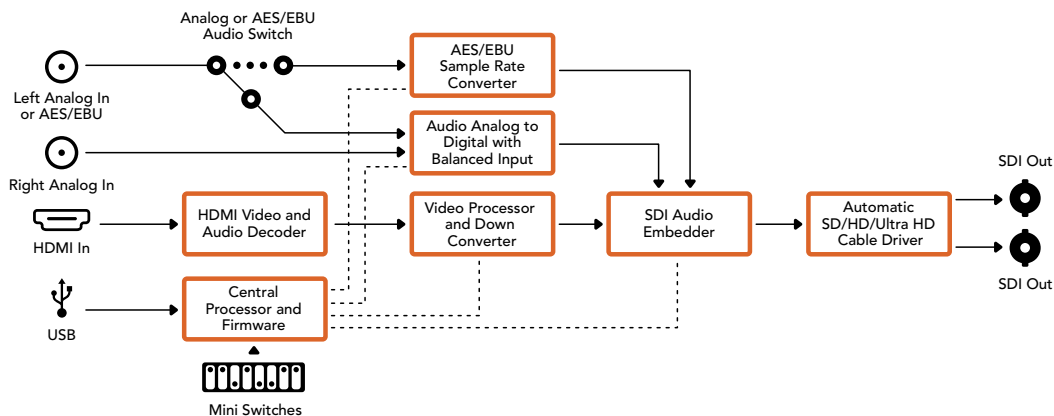 Analog or AES/EBU
Audio Switch
Left Analog In
or AES/EBU
AES/EBU
Sample Rate
Converter
Audio Analog to
Digital with
Balanced Input
Right Analog In
HDMI In
HDMI Video and
Audio Decoder
Video Processor
and Down
Converter
SDI Audio
Embedder
Automatic
SD/HD/Ultra HD
Cable Driver
SDI Out
SDI Out
USB
Central
Processor and
Firmware
Mini Switches